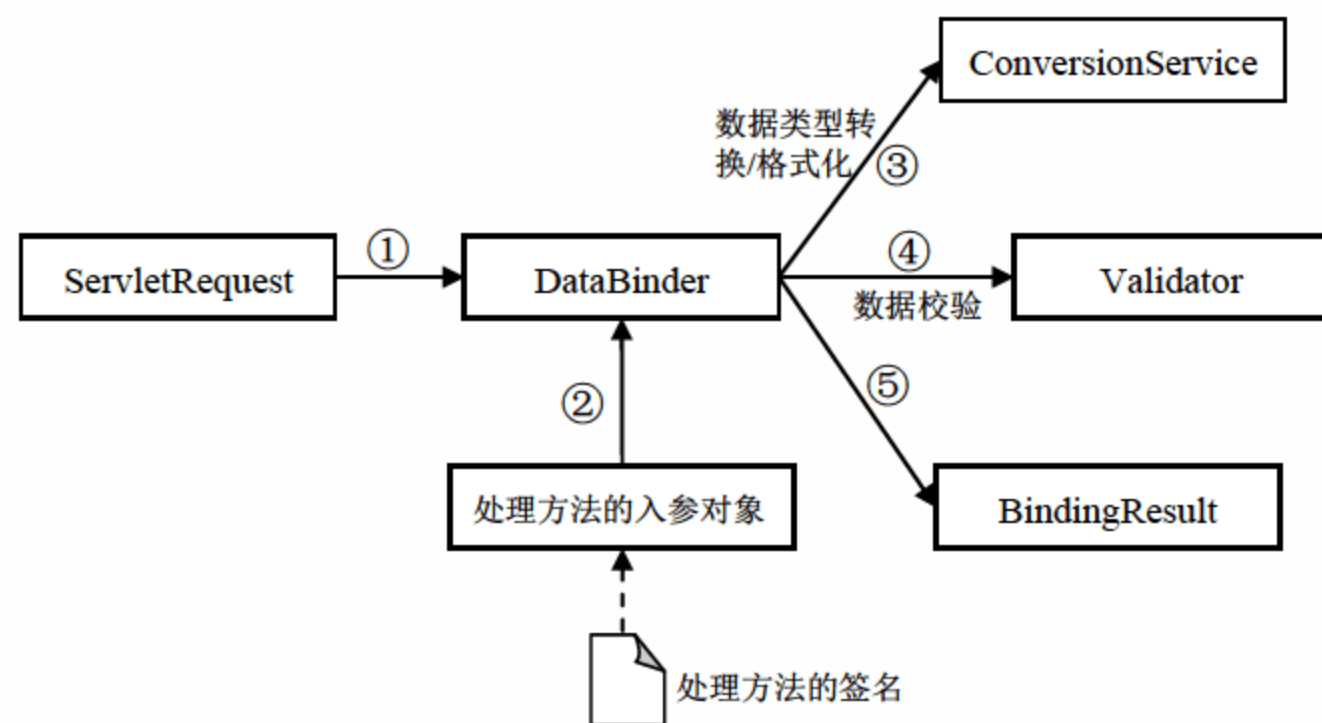 ConversionService
数据类型转
换/格式化
③
①
④
ServletRequest
DataBinder
Validator
数据校验
②
⑤
处理方法的入参对象
BindingResult
处理方法的签名